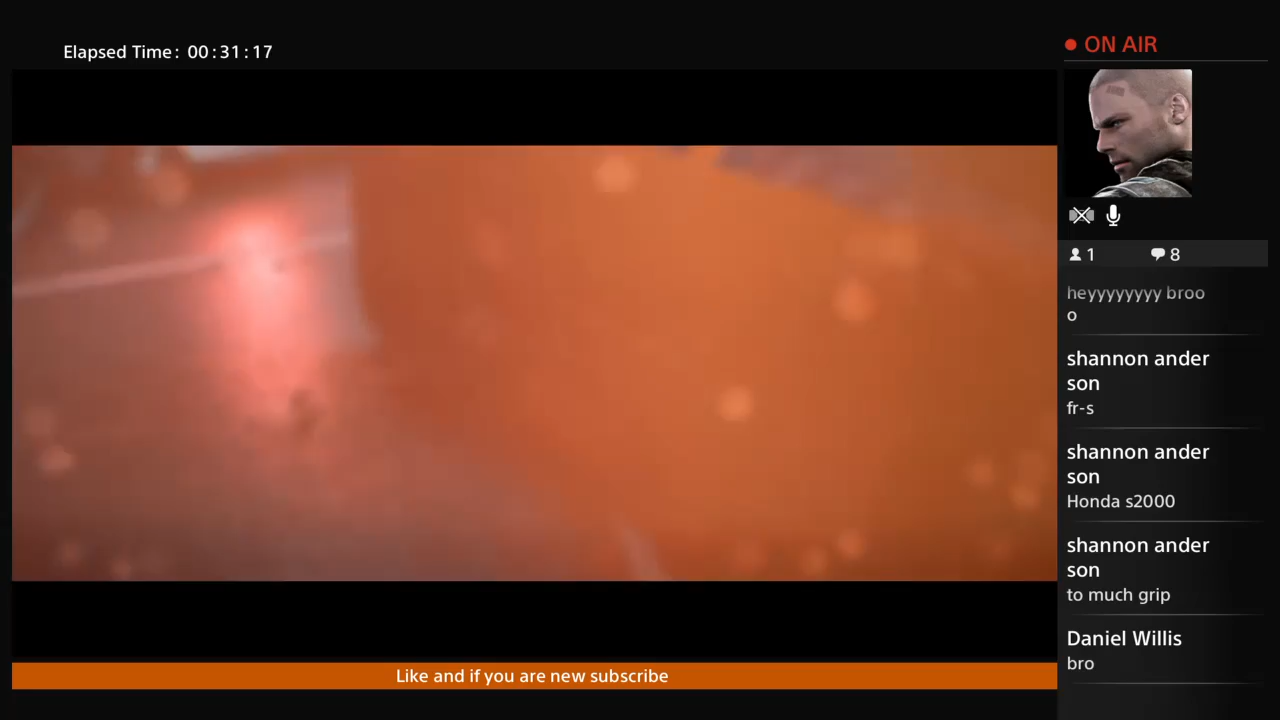 Elapsed Time: 00:31:17
ON AIR
1 8
heyyyyyyyy broo
o
shannon ander
son
fr-s
shannon ander
son
Honda s2000
shannon ander
son
to much grip
Daniel Willis
bro
Like and if you are new subscribe